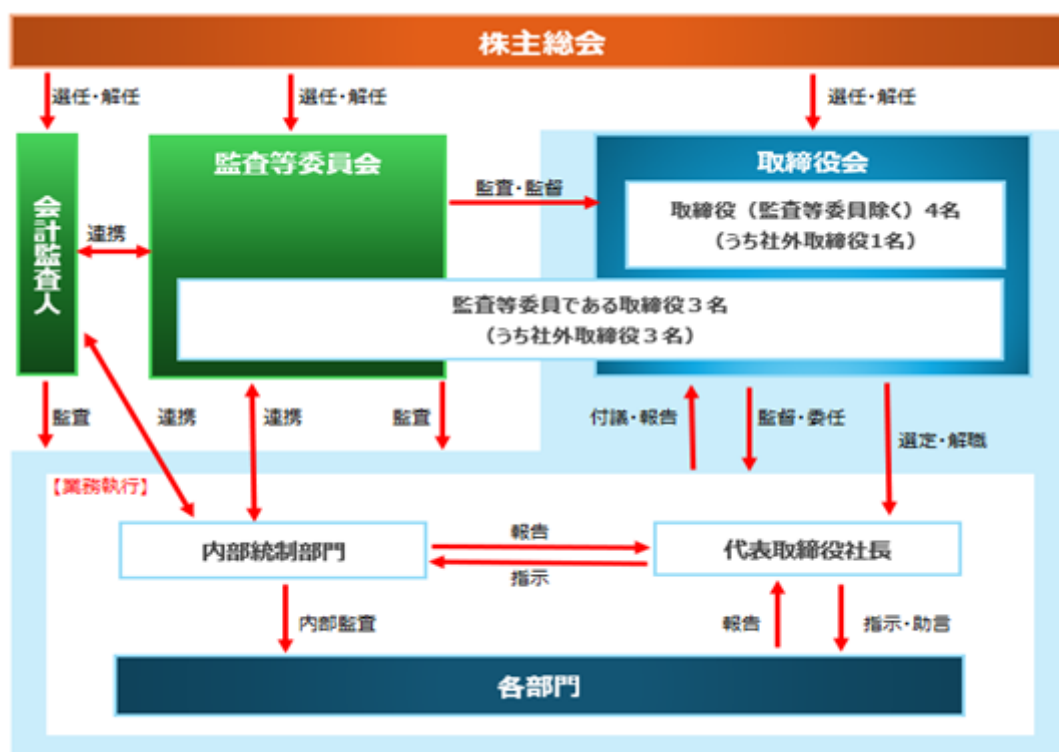 株主総会
選任・解任
選任・解任
選任・解任
会計監査人
連携
監査等委員会
監査・監督
取締役会
取締役（監査等委員除く）4名
（うち社外取締役1名）
監査等委員である取締役３名
（うち社外取締役３名）
監査
連携
連携
監査
付議・報告
監督・委任
選定・解職
【業務執行】
内部統制部門
報告
指示
代表取締役社長
内部監査
報告
指示・助言
各部門